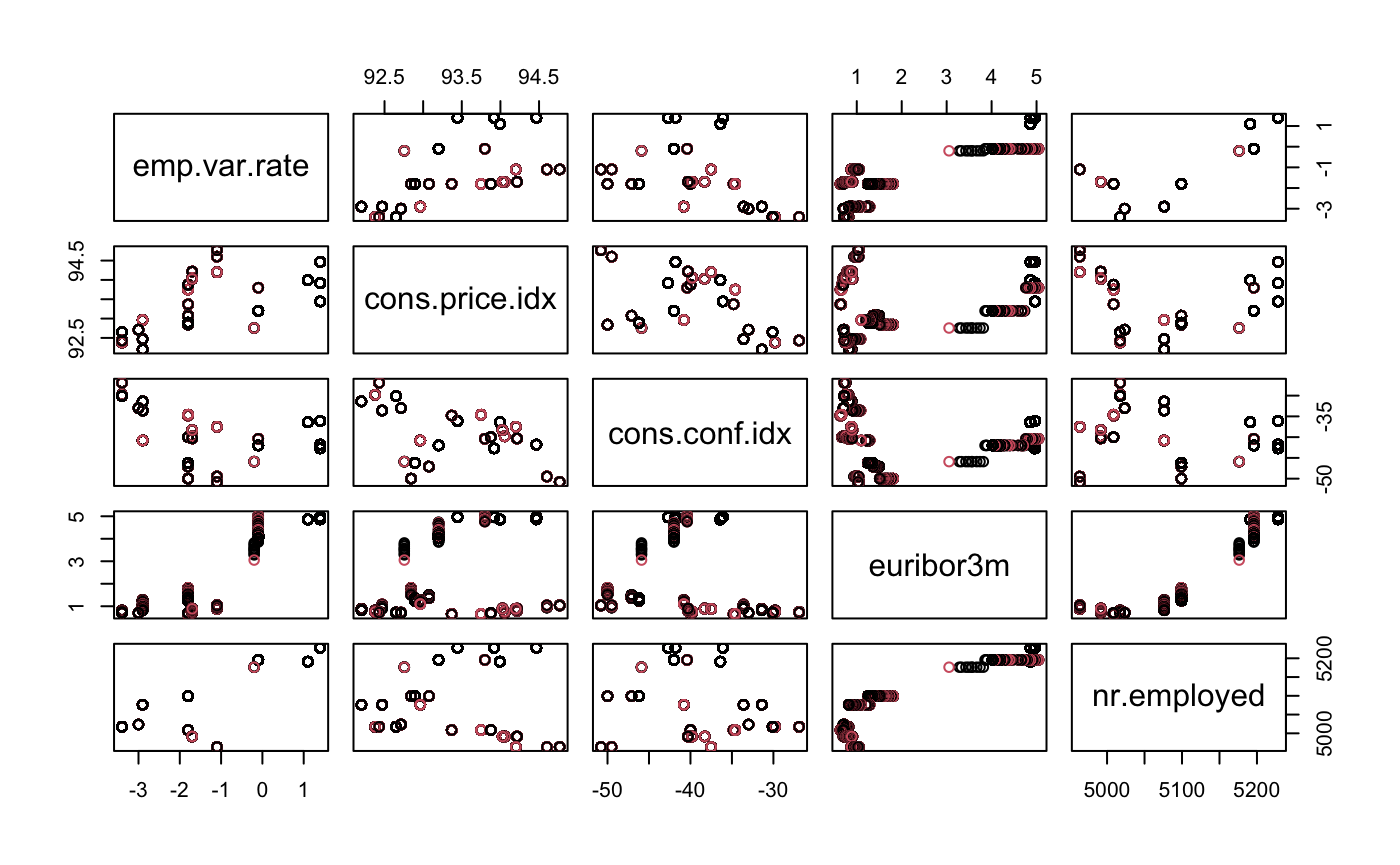 92.5 93.5 94.5
1 2 3 4 5
emp.var.rate
-3 -1 1
92.5 94.5
cons.price.idx
cons.conf.idx
-50 -35
1 3 5
euribor3m
nr.employed
5000 5200
-3 -2 -1 0 1
-50 -40 -30
5000 5100 5200